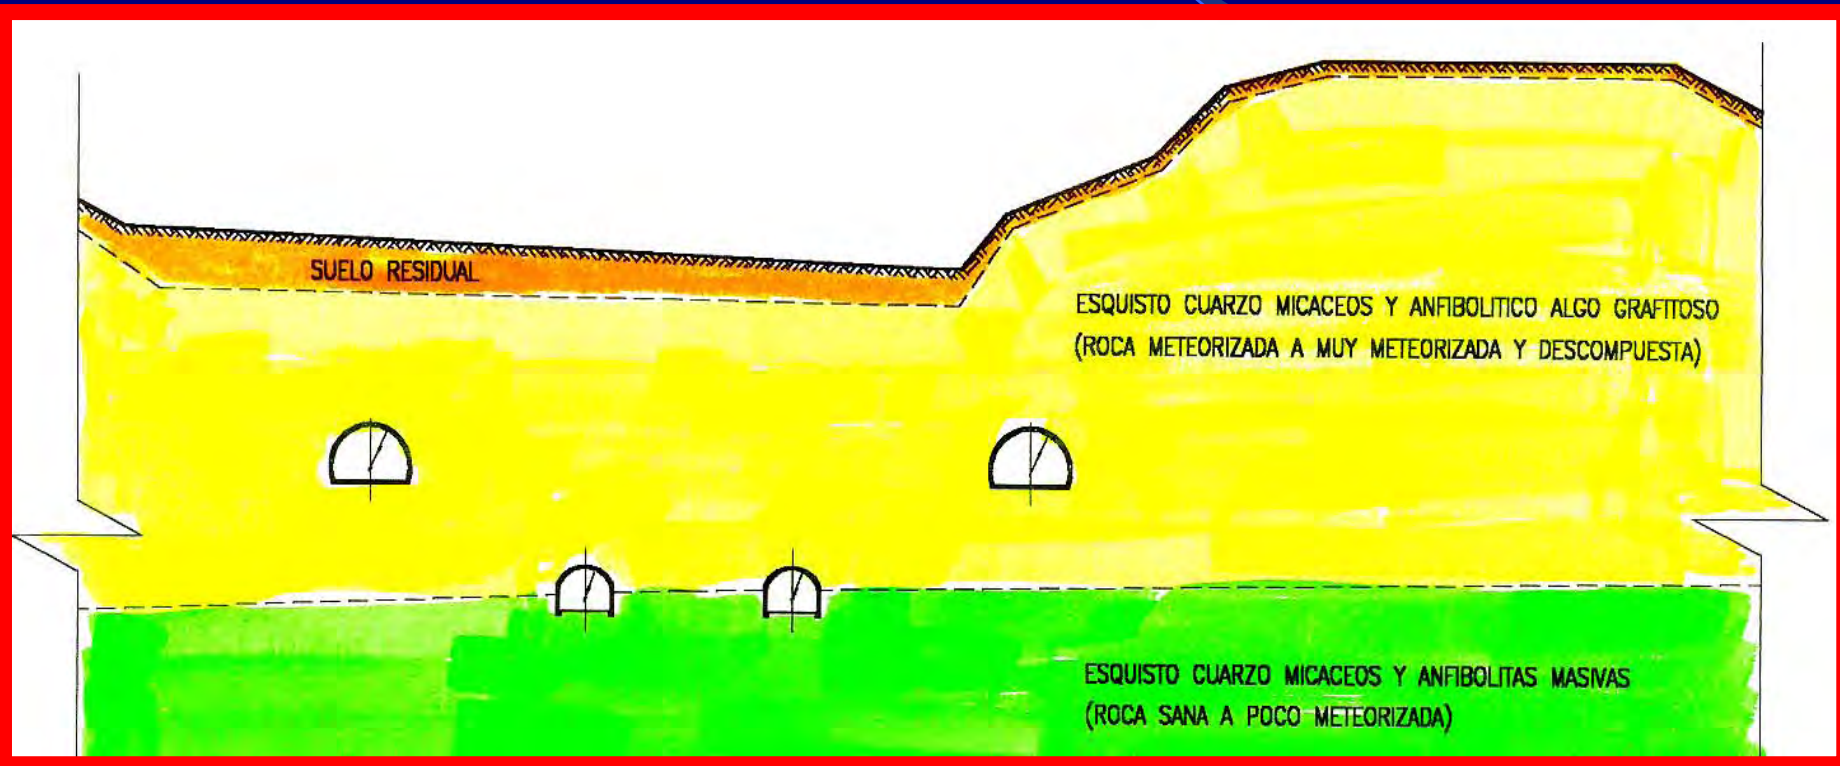 SUELO RESIDUAL
ESQUISTO CUARZO MICACEOS Y ANFIBOLITICO ALGO GRAFITOSO
(ROCA METEORIZADA A MUY METEORIZADA Y DESCOMPUESTA)
ESQUISTO CUARZO MICACEOS Y ANFIBOLITAS MASIVAS
(ROCA SANA A POCO METEORIZADA)